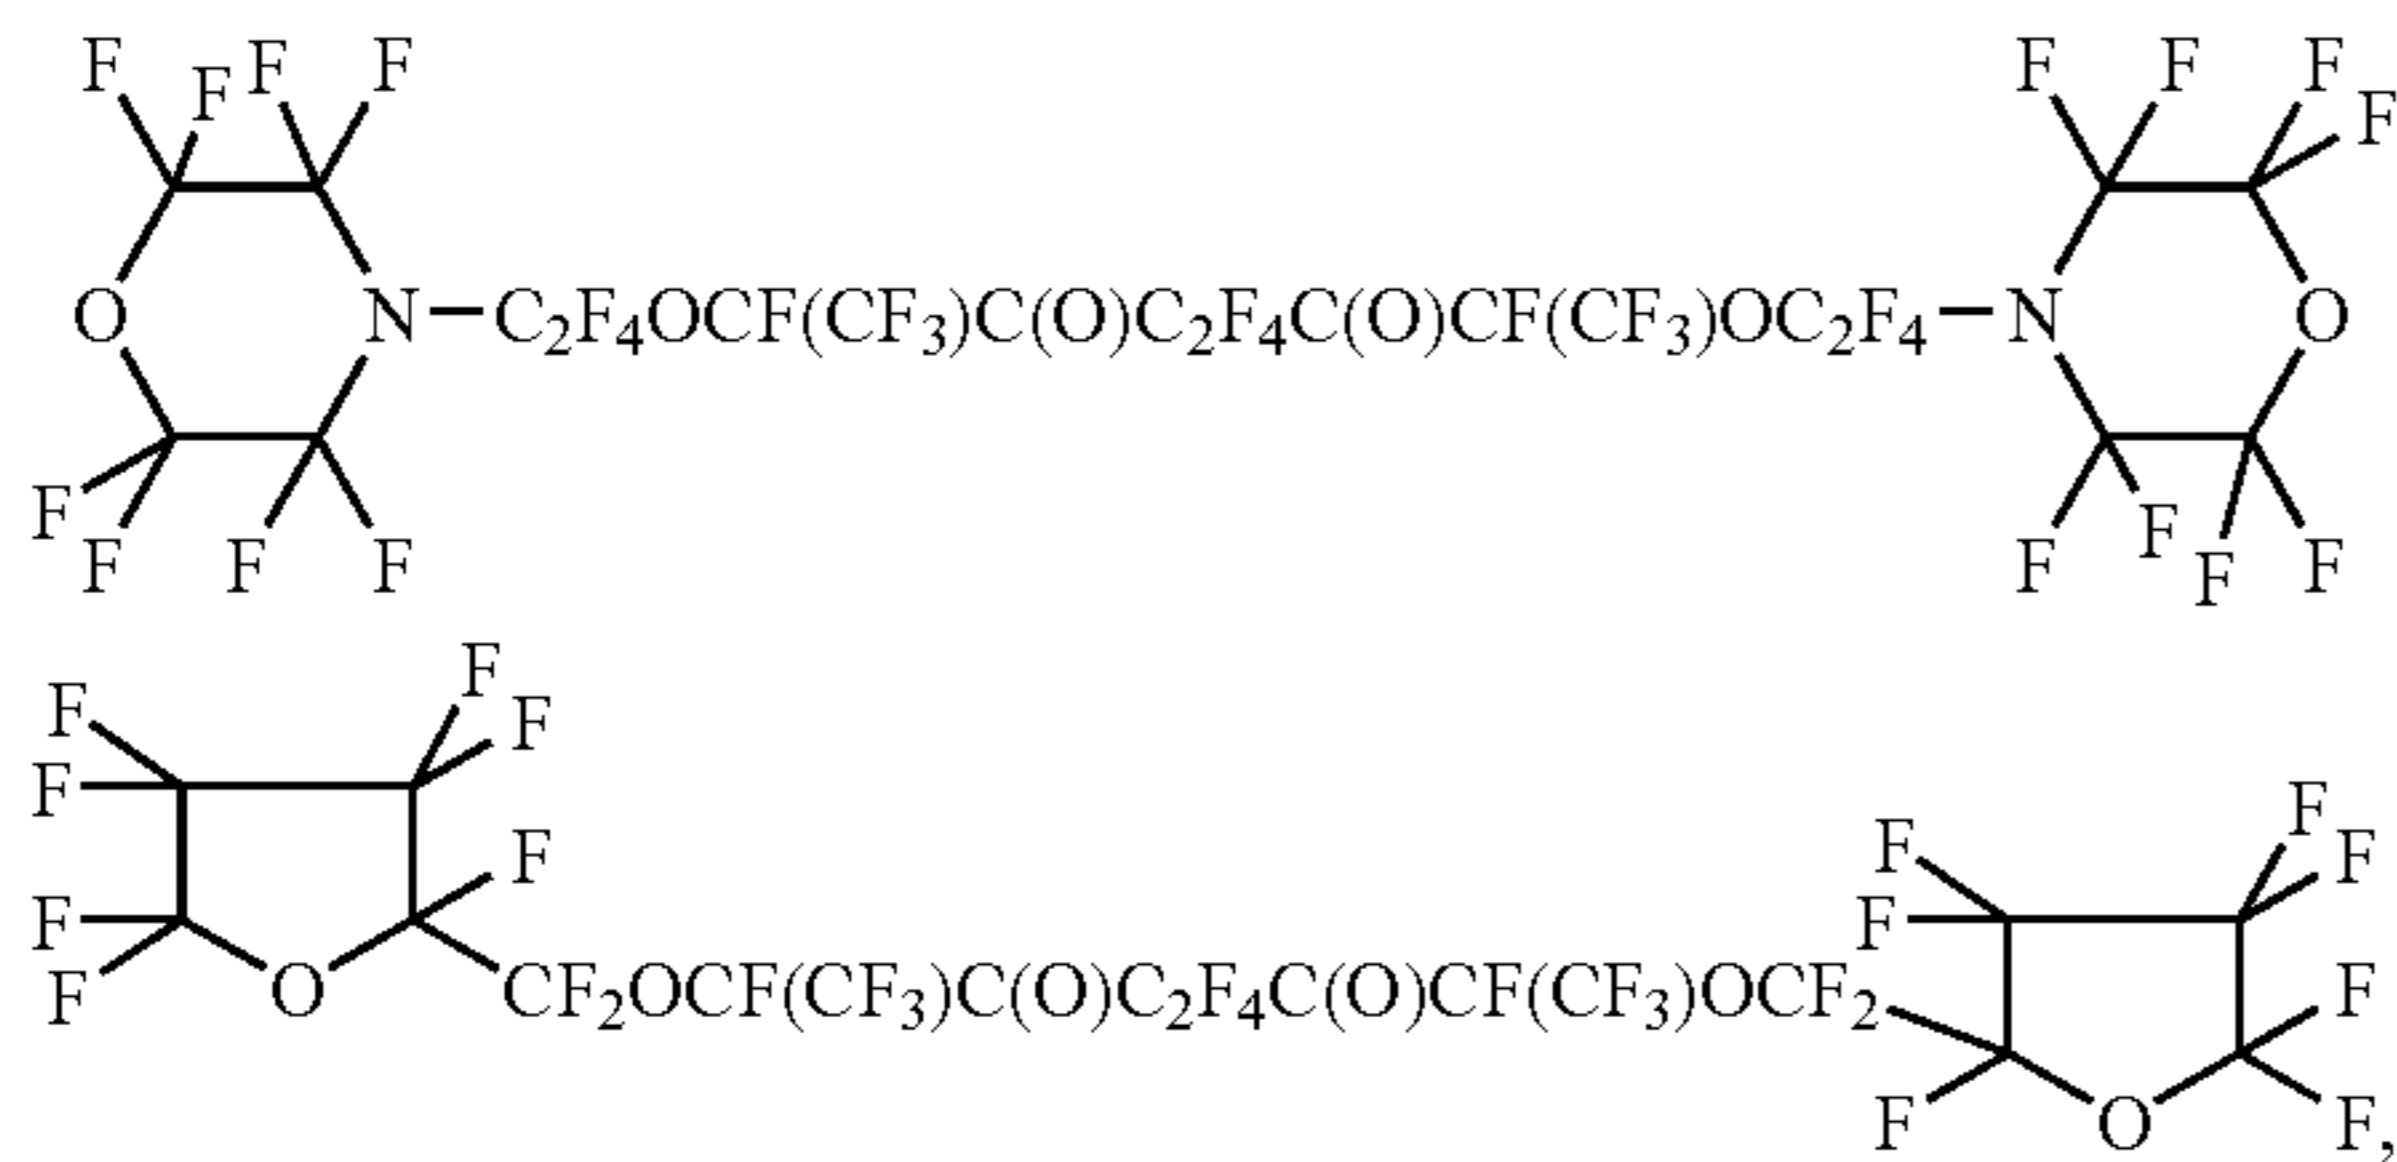 F F F F F F F F
O N—C₂F₄OCF(CF₃)C(O)C₂F₄C(O)CF(CF₃)OC₂F₄—N O
F F F F F F F F
F F F F
F F F F F
F F F F F
F O CF₂OCF(CF₃)C(O)C₂F₄C(O)CF(CF₃)OCF₂ F
F O F,